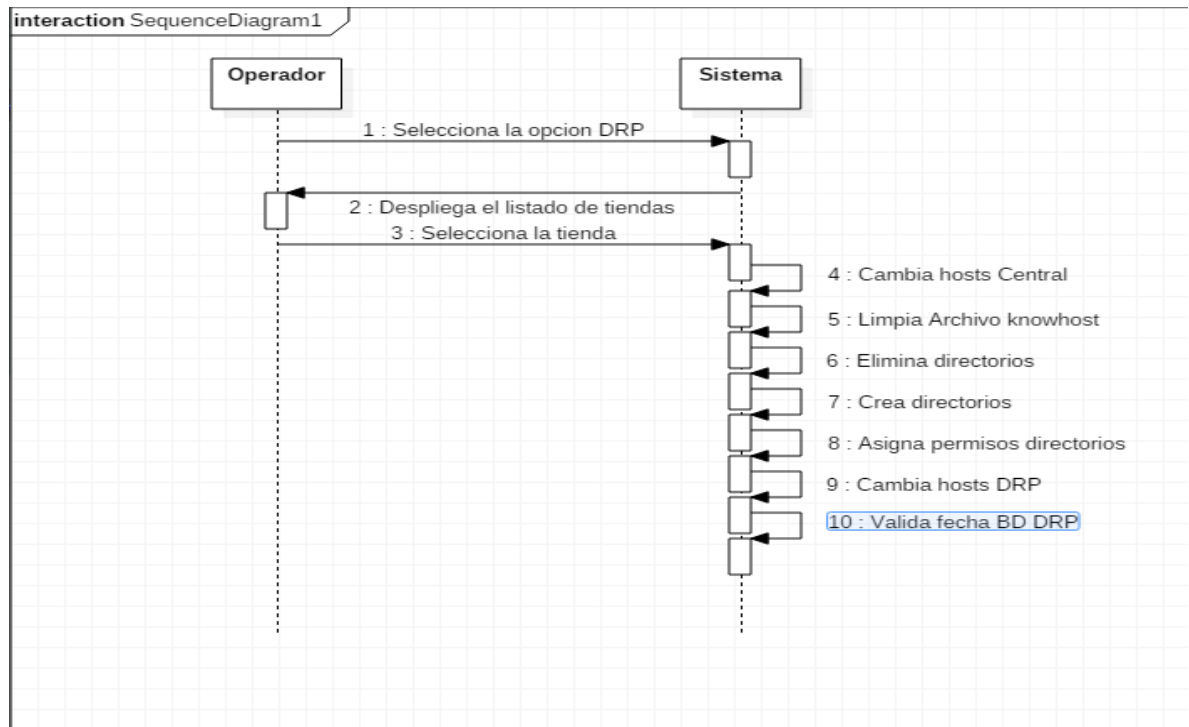 interaction SequenceDiagram1
Operador
Sistema
1 : Selecciona la opcion DRP
2 : Despliega el listado de tiendas
3 : Selecciona la tienda
4 : Cambia hosts Central
5 : Limpia Archivo knowhost
6 : Elimina directorios
7 : Crea directorios
8 : Asigna permisos directorios
9 : Cambia hosts DRP
10 : Valida fecha BD DRP